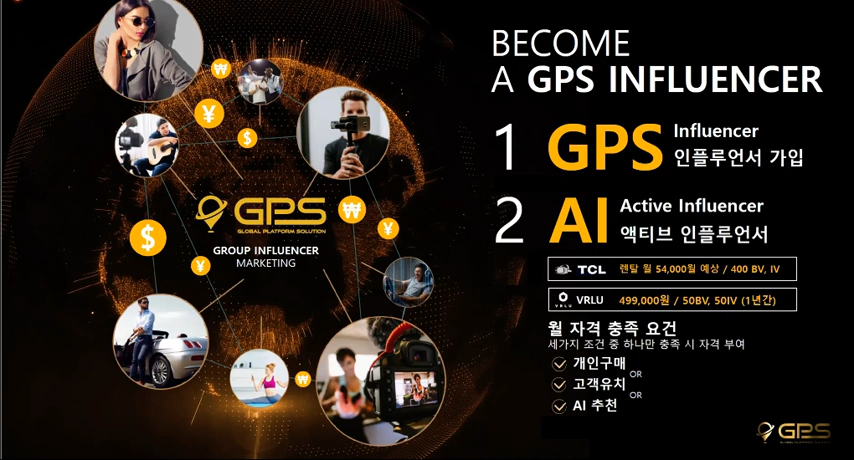 BECOME
A GPS INFLUENCER
1 GPS Influencer
인플루언서 가입
2 AI Active Influencer
액티브 인플루언서
TCL 렌탈 월 54,000월 예상 / 400 BV, IV
VRLU VRLU 499,000원 / 50BV, 50IV (1년간)
월 자격 충족 요건
세가지 조건 중 하나만 충족 시 자격 부여
개인구매
OR
고객유치
OR
AI 추천
GPS
GPS
GLOBAL PLATFORM SOLUTION
GROUP INFLUENCER
MARKETING
₩
¥
$
₩
$
¥
¥
₩